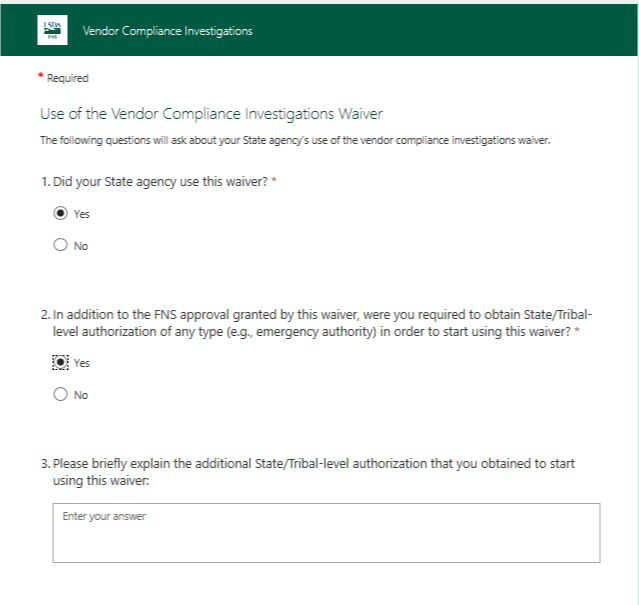 USDA
FNS
Vendor Compliance Investigations
* Required
Use of the Vendor Compliance Investigations Waiver
The following questions will ask about your State agency's use of the vendor compliance investigations waiver.
1. Did your State agency use this waiver? *
Yes
No
2. In addition to the FNS approval granted by this waiver, were you required to obtain State/Tribal-
level authorization of any type (e.g., emergency authority) in order to start using this waiver? *
Yes
No
3. Please briefly explain the additional State/Tribal-level authorization that you obtained to start
using this waiver:
Enter your answer